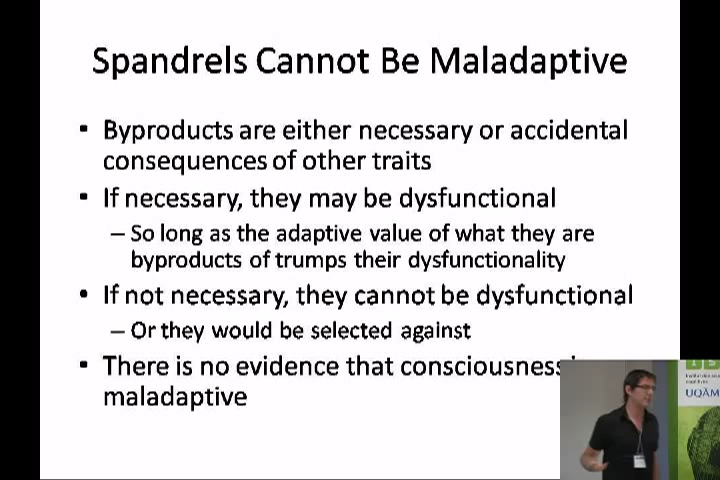 Spandrels Cannot Be Maladaptive
▪ Byproducts are either necessary or accidental
consequences of other traits
▪ If necessary, they may be dysfunctional
– So long as the adaptive value of what they are
byproducts of trumps their dysfunctionality
▪ If not necessary, they cannot be dysfunctional
– Or they would be selected against
▪ There is no evidence that consciousness
maladaptive
UQÀM